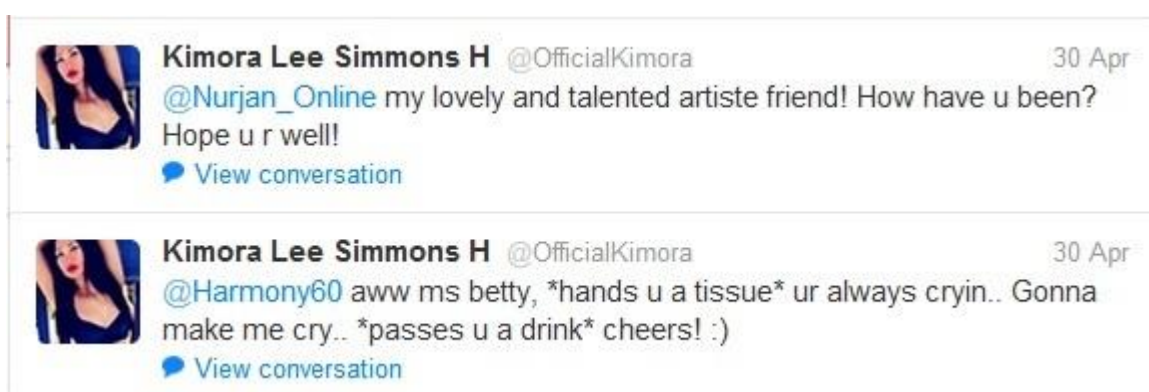 Kimora Lee Simmons H @OfficialKimora 30 Apr
@Nurjan_Online my lovely and talented artiste friend! How have u been?
Hope u r well!
View conversation
Kimora Lee Simmons H @OfficialKimora 30 Apr
@Harmony60 aww ms betty, *hands u a tissue* ur always cryin.. Gonna
make me cry.. *passes u a drink* cheers! :)
View conversation